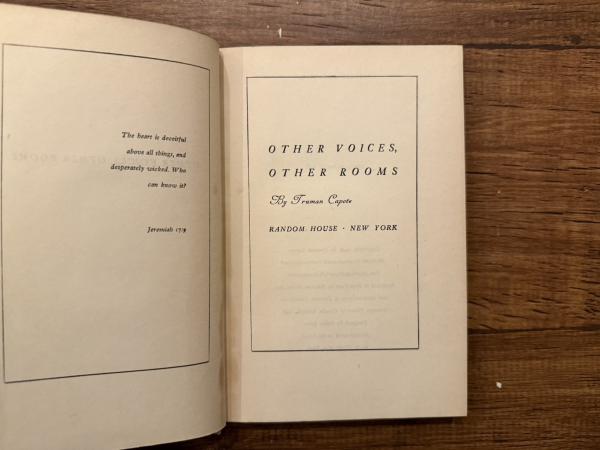 The heart is deceitful
above all things, and
desperately wicked. Who
can know it?
Jeremiah 17/9
OTHER VOICES,
OTHER ROOMS
By Truman Capote
RANDOM HOUSE · NEW YORK